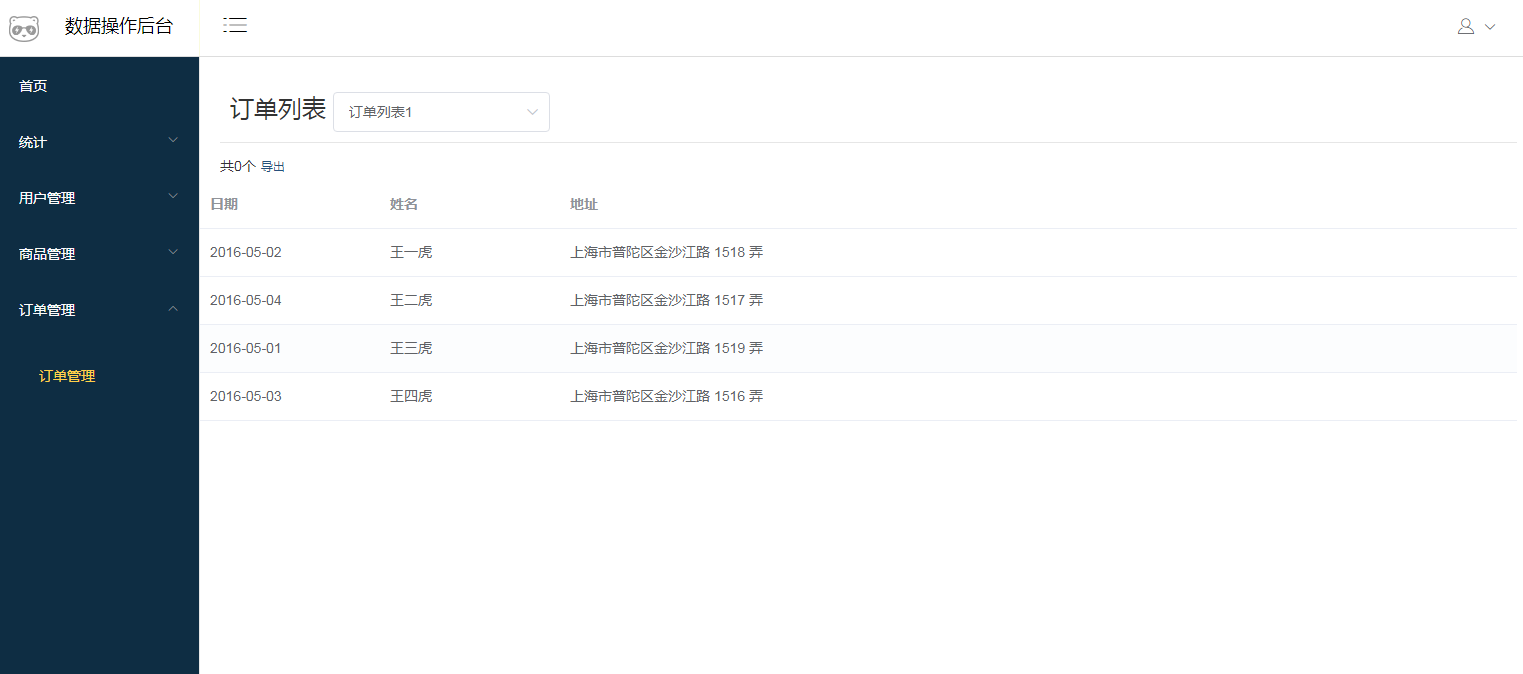 数据操作后台
首页
统计
用户管理
商品管理
订单管理
订单管理
订单列表 订单列表1
共0个 导出
日期 姓名 地址
2016-05-02 王一虎 上海市普陀区金沙江路 1518 弄
2016-05-04 王二虎 上海市普陀区金沙江路 1517 弄
2016-05-01 王三虎 上海市普陀区金沙江路 1519 弄
2016-05-03 王四虎 上海市普陀区金沙江路 1516 弄